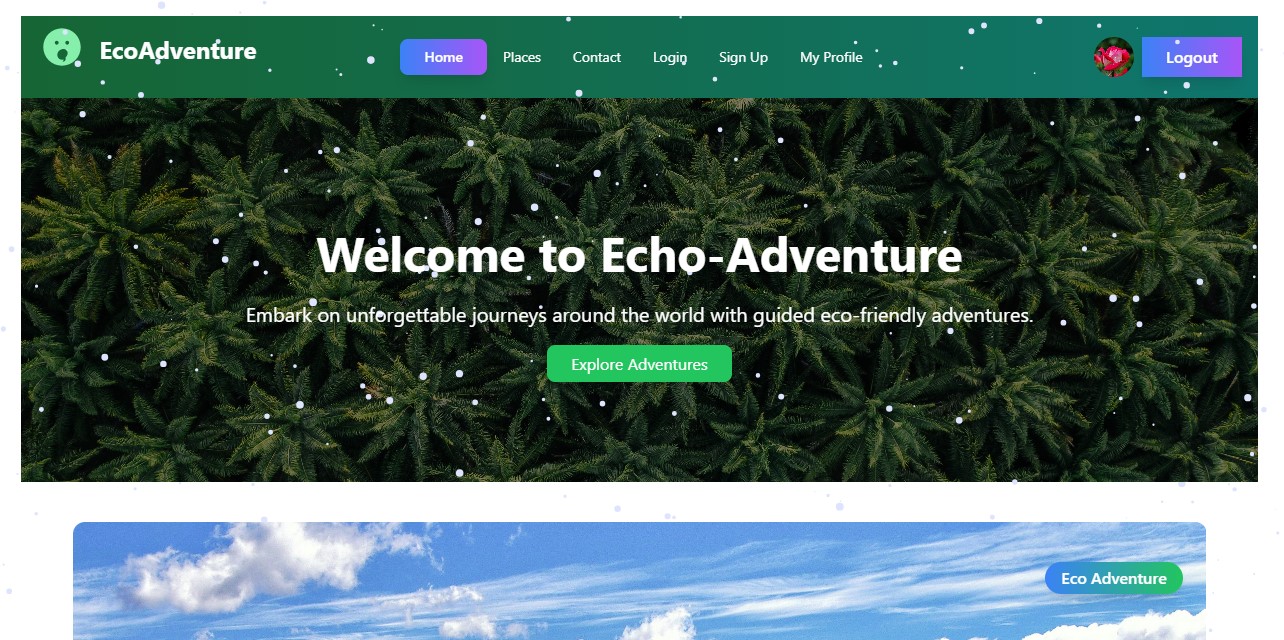 EcoAdventure
Home
Places
Contact
Login
Sign Up
My Profile
Logout
Welcome to Echo-Adventure
Embark on unforgettable journeys around the world with guided eco-friendly adventures.
Explore Adventures
Eco Adventure